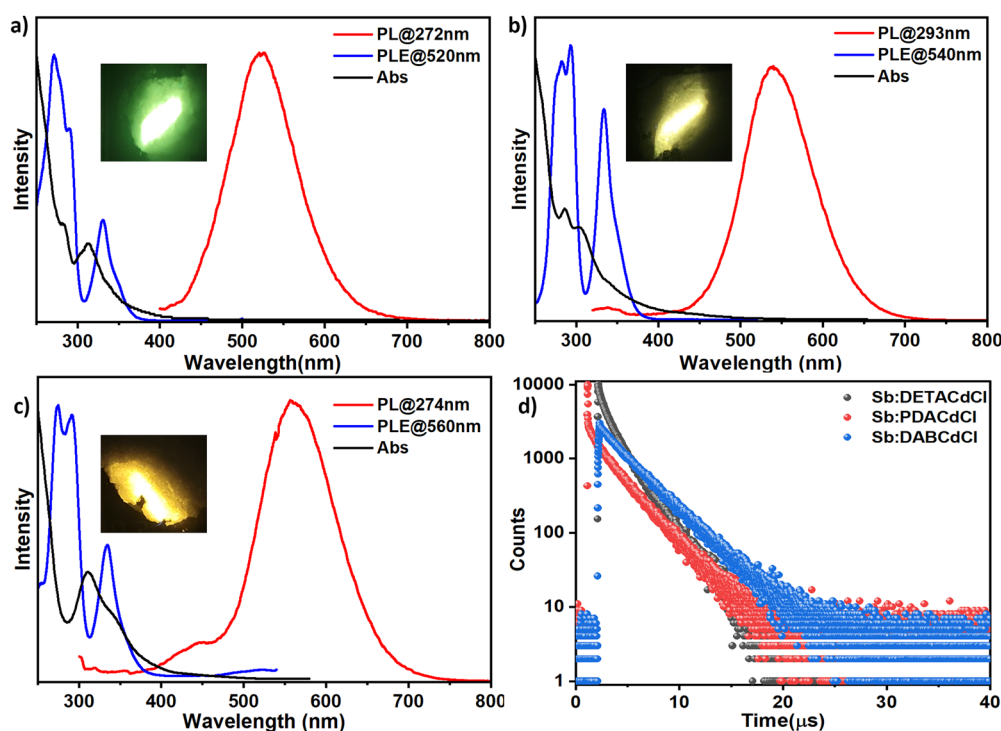 a)
PL@272nm
PLE@520nm
Abs
Intensity
300 400 500 600 700 800
Wavelength(nm)
b)
PL@293nm
PLE@540nm
Abs
Intensity
300 400 500 600 700 800
Wavelength(nm)
c)
PL@274nm
PLE@560nm
Abs
Intensity
300 400 500 600 700 800
Wavelength (nm)
d)
Sb:DETACdCl
Sb:PDACdCl
Sb:DABCdCl
Counts
10000
1000
100
10
1
0 10 20 30 40
Time(μs)